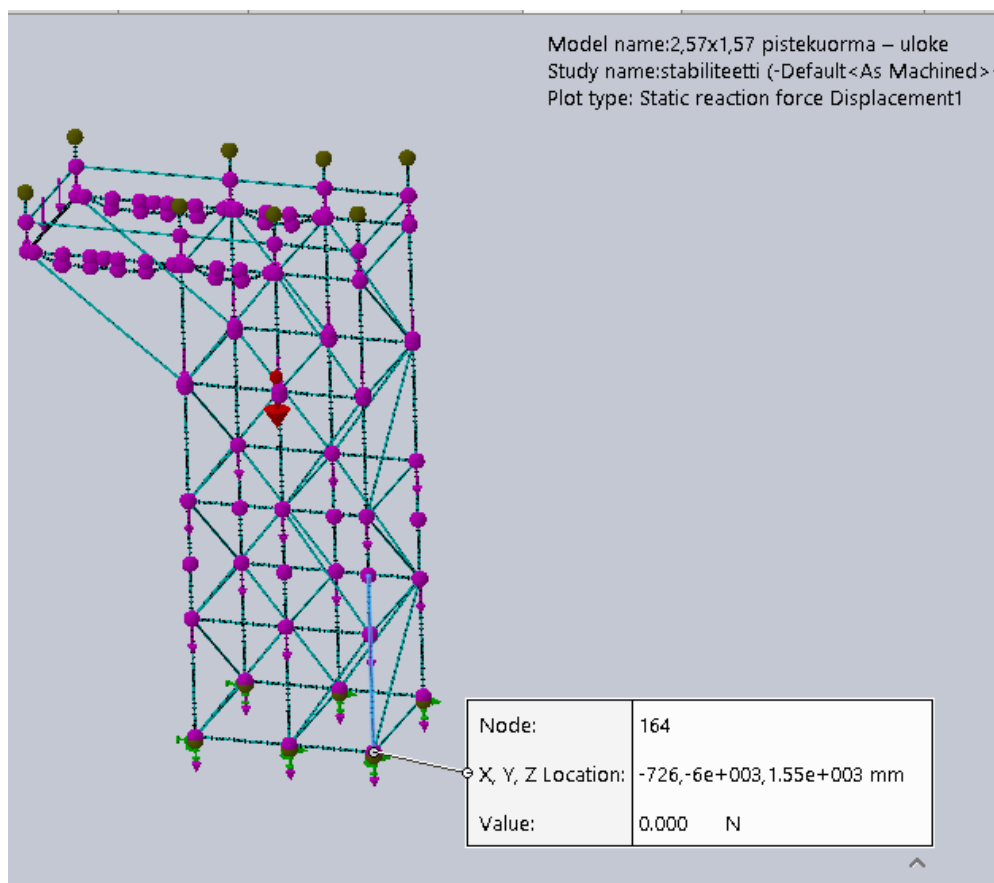 Model name:2,57x1,57 pistekuorma – uloke
Study name:stabiliteetti (-Default<As Machined>-
Plot type: Static reaction force Displacement1
Node: 164
X, Y, Z Location: -726,-6e+003,1.55e+003 mm
Value: 0.000 N